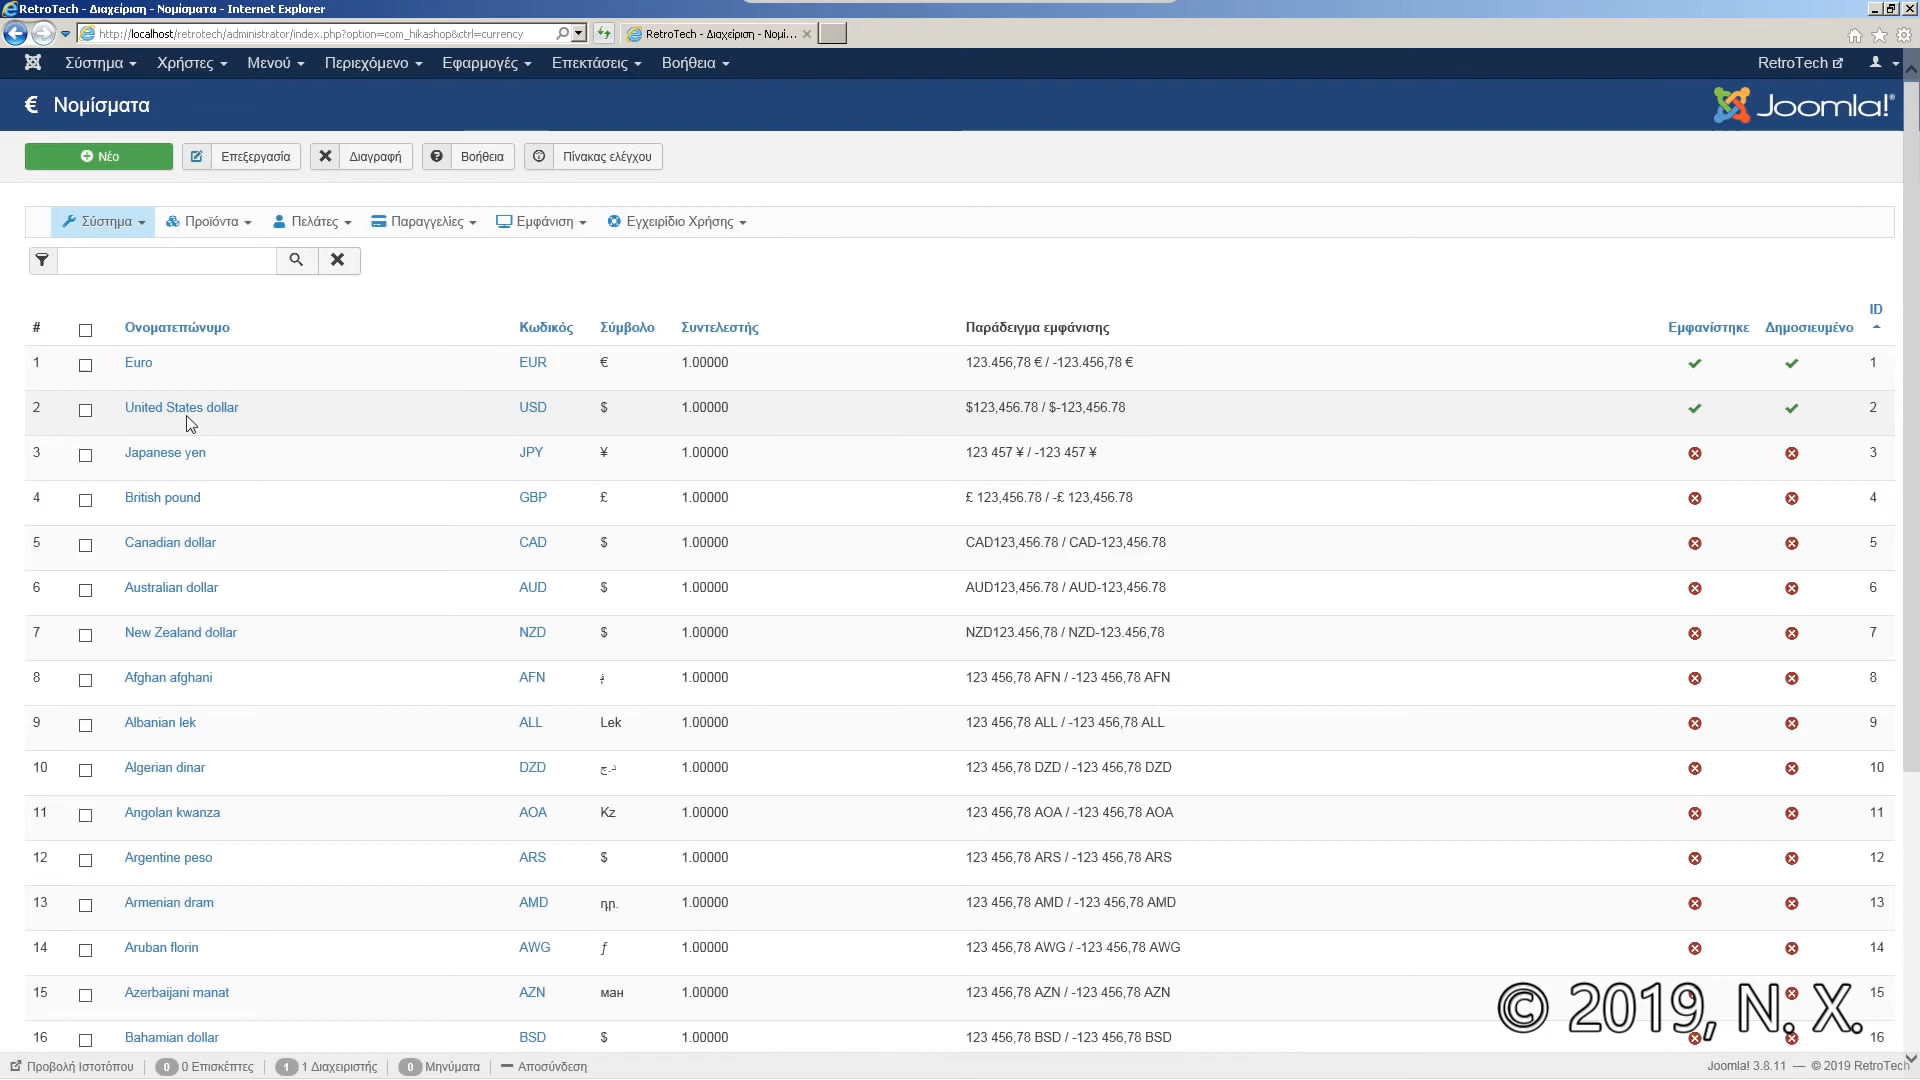 RetroTech - Διαχείριση - Νομίσματα - Internet Explorer
http://localhost/retrotech/administrator/index.php?option=com_hikashop&ctrl=currency
RetroTech - Διαχείριση - Νομί...
Σύστημα Χρήστες Μενού Περιεχόμενο Εφαρμογές Επεκτάσεις Βοήθεια RetroTech
€ Νομίσματα Joomla!®
Νέο Επεξεργασία Διαγραφή Βοήθεια Πίνακας ελέγχου
Σύστημα Προϊόντα Πελάτες Παραγγελίες Εμφάνιση Εγχειρίδιο Χρήσης
# Ονοματεπώνυμο Κωδικός Σύμβολο Συντελεστής Παράδειγμα εμφάνισης Εμφανίστηκε Δημοσιευμένο ID
1 Euro EUR € 1.00000 123.456,78 € / -123.456,78 € 1
2 United States dollar USD $ 1.00000 $123,456.78 / $-123,456.78 2
3 Japanese yen JPY ¥ 1.00000 123 457 ¥ / -123 457 ¥ 3
4 British pound GBP £ 1.00000 £ 123,456.78 / -£ 123,456.78 4
5 Canadian dollar CAD $ 1.00000 CAD123,456.78 / CAD-123,456.78 5
6 Australian dollar AUD $ 1.00000 AUD123,456.78 / AUD-123,456.78 6
7 New Zealand dollar NZD $ 1.00000 NZD123.456,78 / NZD-123.456,78 7
8 Afghan afghani AFN ؋ 1.00000 123 456,78 AFN / -123 456,78 AFN 8
9 Albanian lek ALL Lek 1.00000 123 456,78 ALL / -123 456,78 ALL 9
10 Algerian dinar DZD د.ج 1.00000 123 456,78 DZD / -123 456,78 DZD 10
11 Angolan kwanza AOA Kz 1.00000 123 456,78 AOA / -123 456,78 AOA 11
12 Argentine peso ARS $ 1.00000 123 456,78 ARS / -123 456,78 ARS 12
13 Armenian dram AMD դր. 1.00000 123 456,78 AMD / -123 456,78 AMD 13
14 Aruban florin AWG ƒ 1.00000 123 456,78 AWG / -123 456,78 AWG 14
15 Azerbaijani manat AZN ман 1.00000 123 456,78 AZN / -123 456,78 AZN 15
16 Bahamian dollar BSD $ 1.00000 123 456,78 BSD / -123 456,78 BSD 16
© 2019, N. X.
Προβολή Ιστοτόπου 0 0 Επισκέπτες 1 1 Διαχειριστής 0 Μηνύματα Αποσύνδεση Joomla! 3.8.11 — © 2019 RetroTech